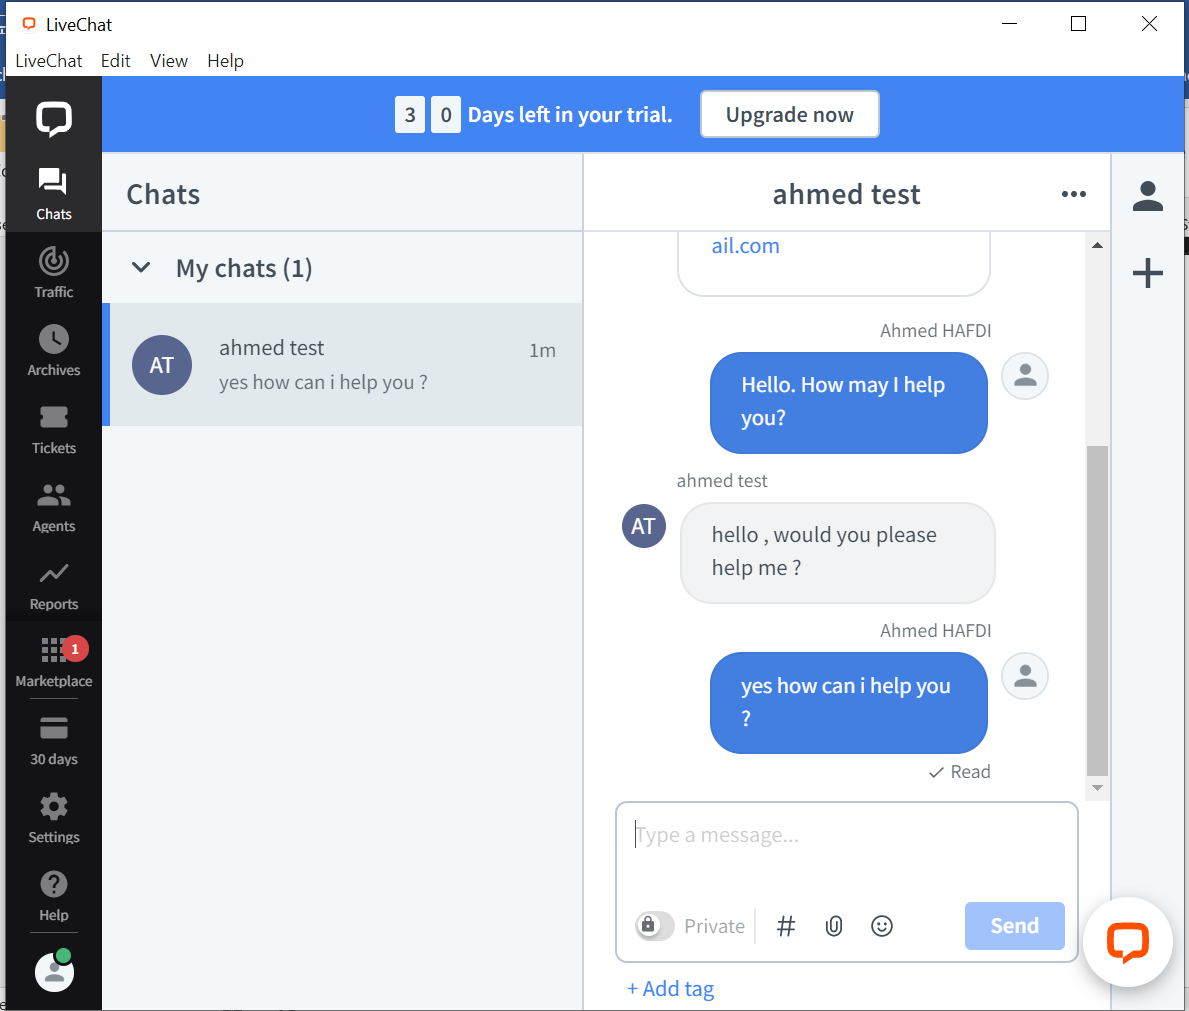 LiveChat
LiveChat Edit View Help
3 0 Days left in your trial. Upgrade now
Chats
Traffic
Archives
Tickets
Agents
Reports
1
Marketplace
30 days
Settings
Help
Chats
My chats (1)
AT
ahmed test 1m
yes how can i help you ?
ahmed test
ail.com
Ahmed HAFDI
Hello. How may I help
you?
ahmed test
AT
hello , would you please
help me ?
Ahmed HAFDI
yes how can i help you
?
Read
Type a message...
Private
Send
+ Add tag